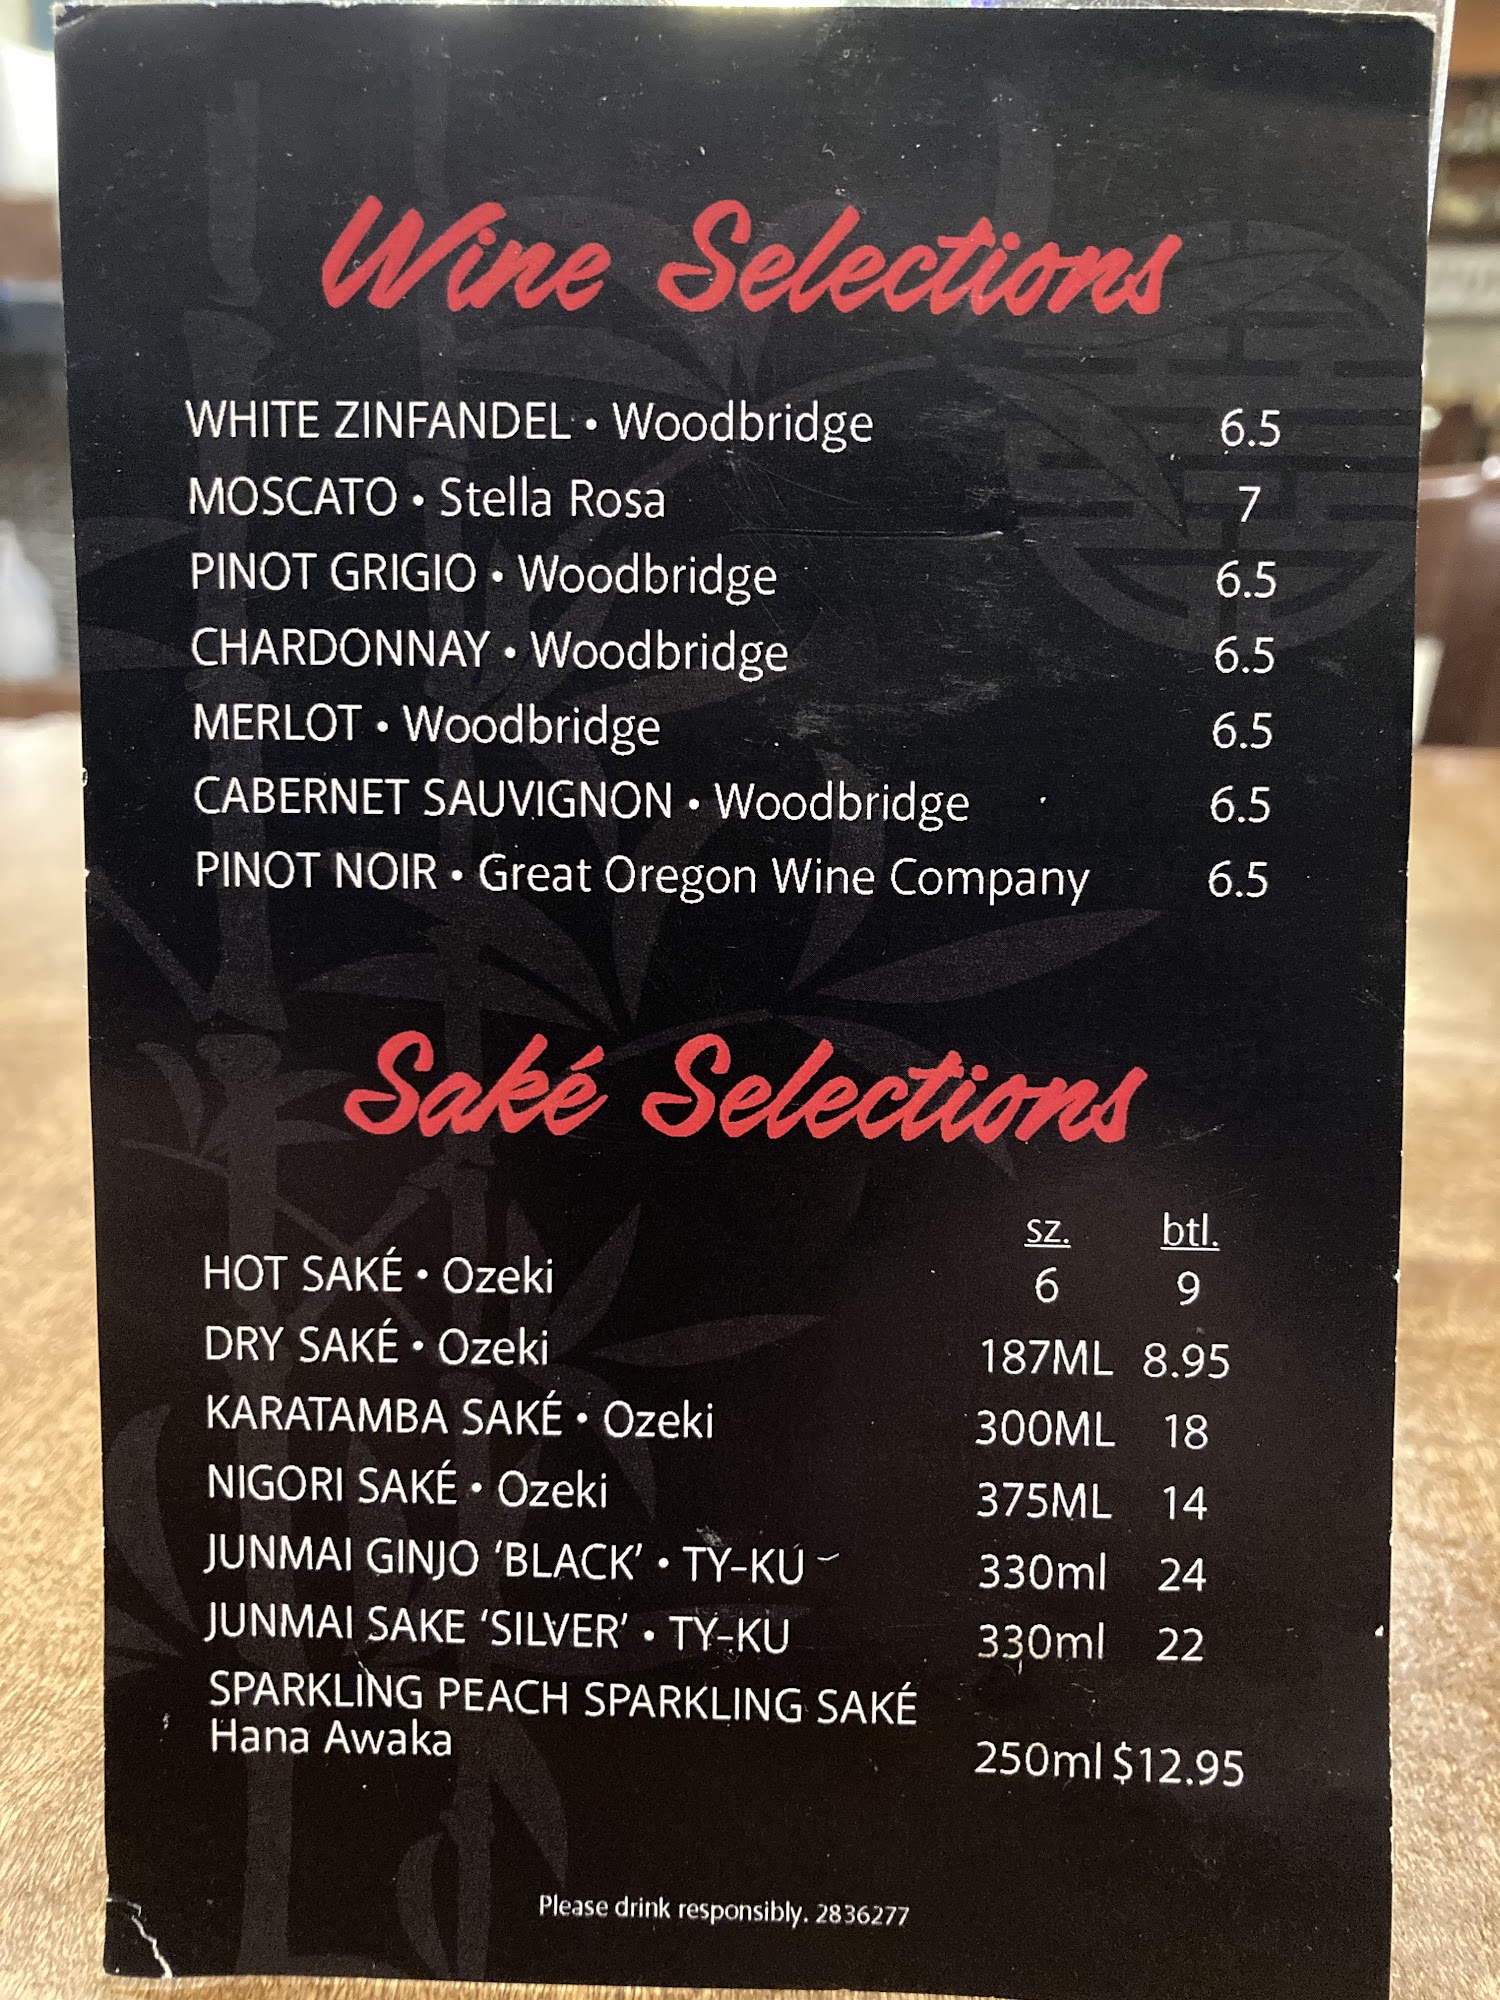 Wine Selections
WHITE ZINFANDEL • Woodbridge 6.5
MOSCATO • Stella Rosa 7
PINOT GRIGIO • Woodbridge 6.5
CHARDONNAY • Woodbridge 6.5
MERLOT • Woodbridge 6.5
CABERNET SAUVIGNON • Woodbridge 6.5
PINOT NOIR • Great Oregon Wine Company 6.5
Saké Selections
sz. btl.
HOT SAKÉ • Ozeki 6 9
DRY SAKÉ • Ozeki 187ML 8.95
KARATAMBA SAKÉ • Ozeki 300ML 18
NIGORI SAKÉ • Ozeki 375ML 14
JUNMAI GINJO ‘BLACK’ • TY-KU 330ml 24
JUNMAI SAKE ‘SILVER’ • TY-KU 330ml 22
SPARKLING PEACH SPARKLING SAKÉ
Hana Awaka 250ml $12.95
Please drink responsibly. 2836277